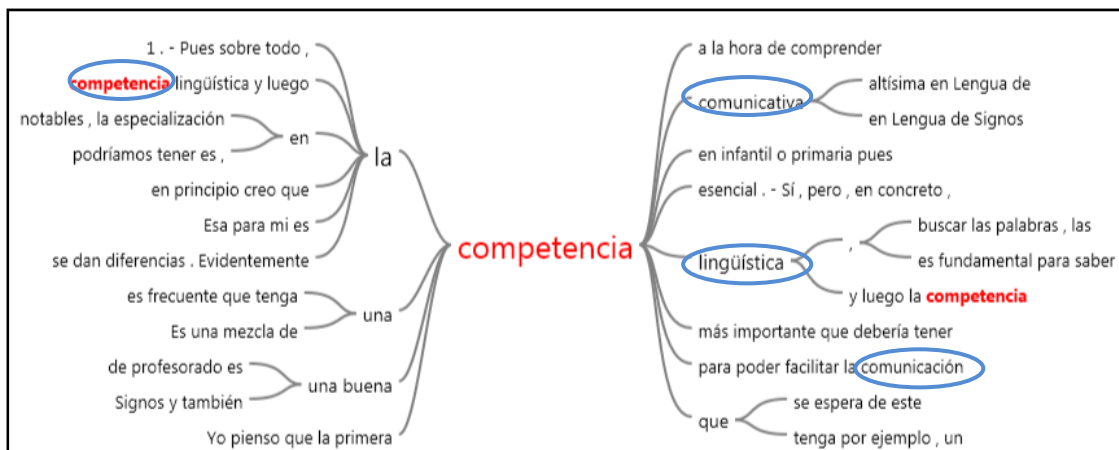 1 . - Pues sobre todo ,
competencia lingüística y luego
notables , la especialización
podríamos tener es ,
en
en principio creo que
Esa para mi es
se dan diferencias . Evidentemente
la
es frecuente que tenga
Es una mezcla de
una
de profesorado es
Signos y también
una buena
Yo pienso que la primera
competencia
a la hora de comprender
comunicativa
altísima en Lengua de
en Lengua de Signos
en infantil o primaria pues
esencial . - Sí , pero , en concreto ,
lingüística
,
buscar las palabras , las
es fundamental para saber
y luego la competencia
más importante que debería tener
para poder facilitar la comunicación
que
se espera de este
tenga por ejemplo , un